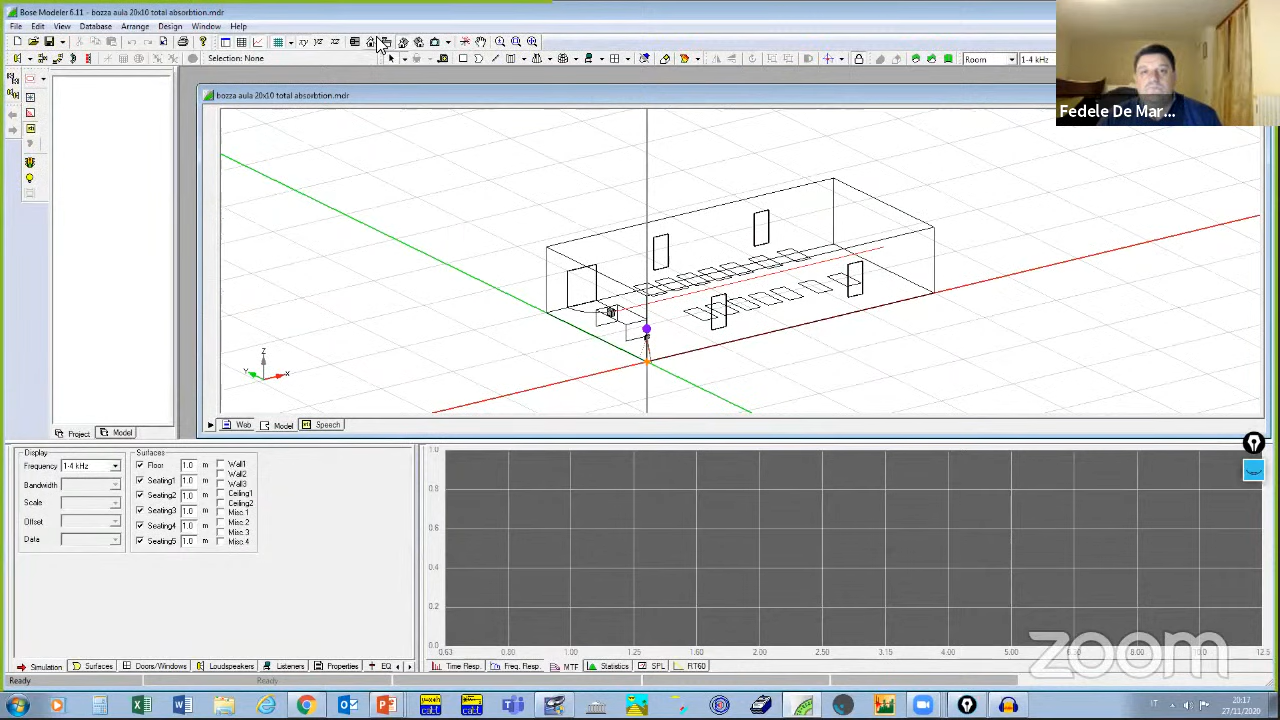 Bose Modeler 6.11 - bozza aula 20x10 total absorbtion.mdr
File Edit View Database Arrange Design Window Help
Selection: None
Room
1-4 kHz
Fedele De Mar...
bozza aula 20x10 total absorbtion.mdr
Z
Y
X
Project
Model
Web
Model
Speech
Display
Frequency 1-4 kHz
Bandwidth
Scale
Offset
Data
Surfaces
Floor 1.0 m
Seating1 1.0 m
Seating2 1.0 m
Seating3 1.0 m
Seating4 1.0 m
Seating5 1.0 m
Wall1
Wall2
Wall3
Ceiling1
Ceiling2
Misc.1
Misc.2
Misc.3
Misc.4
1.0
0.8
0.6
0.4
0.2
0.0
0.63 0.80 1.00 1.25 1.50 2.00 2.50 3.15 4.00 5.00 6.30 8.00 10.0 12.5
Simulation Surfaces Doors/Windows Loudspeakers Listeners Properties EQ
Time Resp. Freq. Resp. MTF Statistics SPL RT60
zoom
Ready
Ready
IT
20:17
27/11/2020